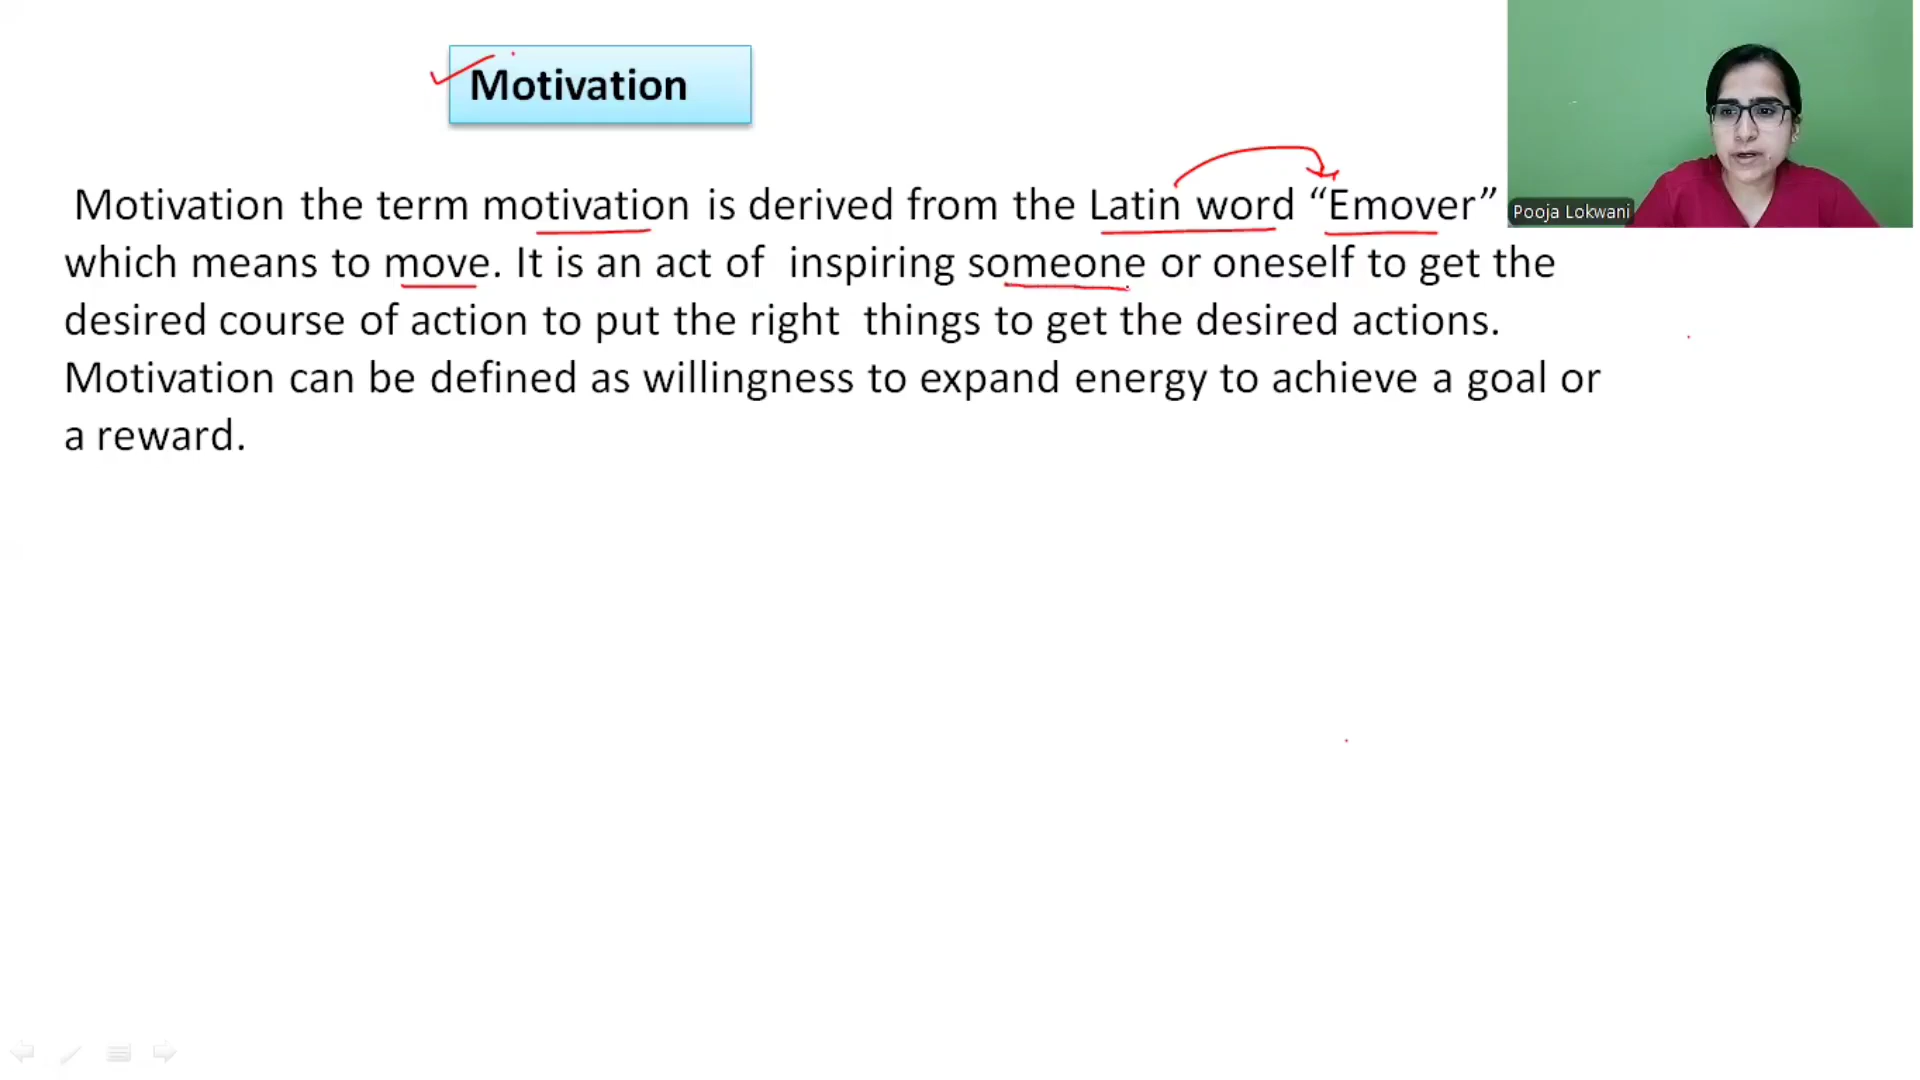 Motivation
Motivation the term motivation is derived from the Latin word “Emover”
Pooja Lokwani
which means to move. It is an act of inspiring someone or oneself to get the
desired course of action to put the right things to get the desired actions.
Motivation can be defined as willingness to expand energy to achieve a goal or
a reward.